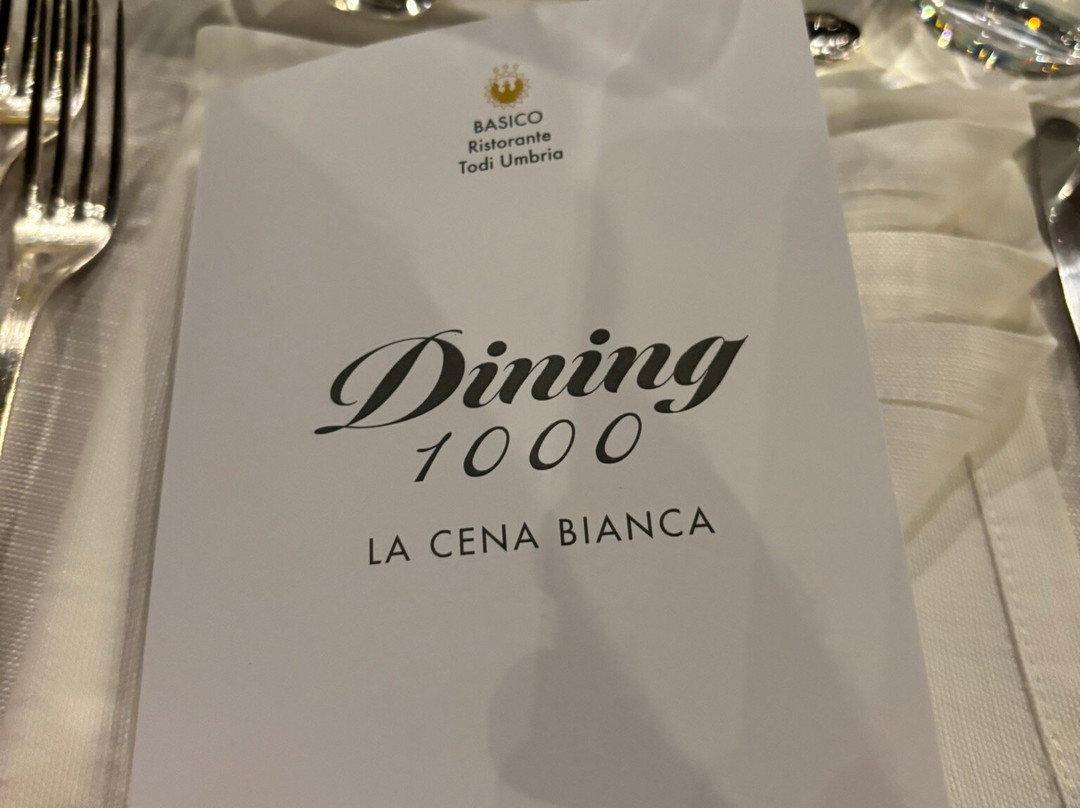 BASICO
Ristorante
Todi Umbria
Dining
1000
LA CENA BIANCA